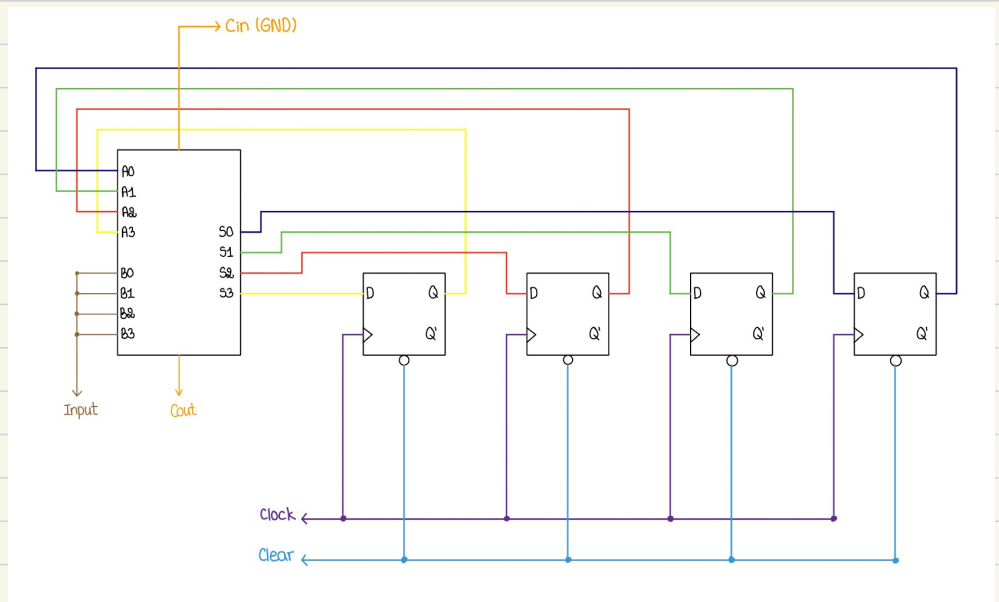 Cin (GND)
A0
A1
A2
A3
S0
S1
S2
S3
B0
B1
B2
B3
D Q
Q'
D Q
Q'
D Q
Q'
D Q
Q'
Input
Cout
Clock
Clear